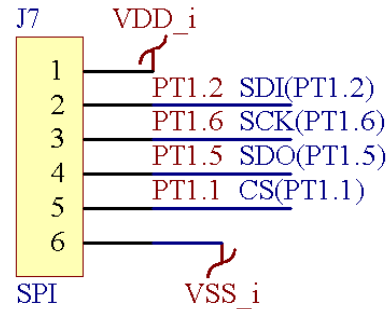 J7
VDD_i
1
2 PT1.2 SDI(PT1.2)
3 PT1.6 SCK(PT1.6)
4 PT1.5 SDO(PT1.5)
5 PT1.1 CS(PT1.1)
6
SPI
VSS_i